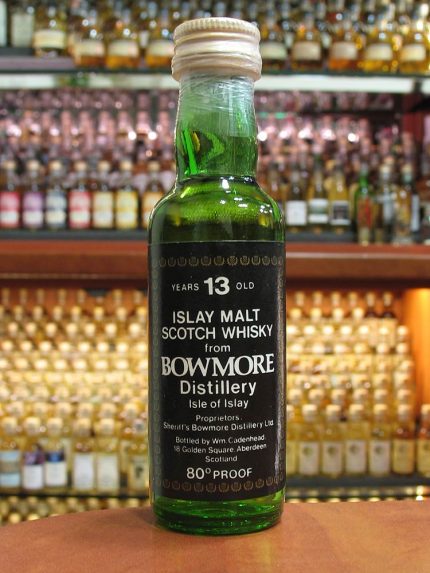 YEARS 13 OLD
ISLAY MALT
SCOTCH WHISKY
from
BOWMORE
Distillery
Isle of Islay
Proprietors.
Sheriff's Bowmore Distillery Ltd.
Bottled by Wm. Cadenhead,
18 Golden Square, Aberdeen
Scotland
80° PROOF